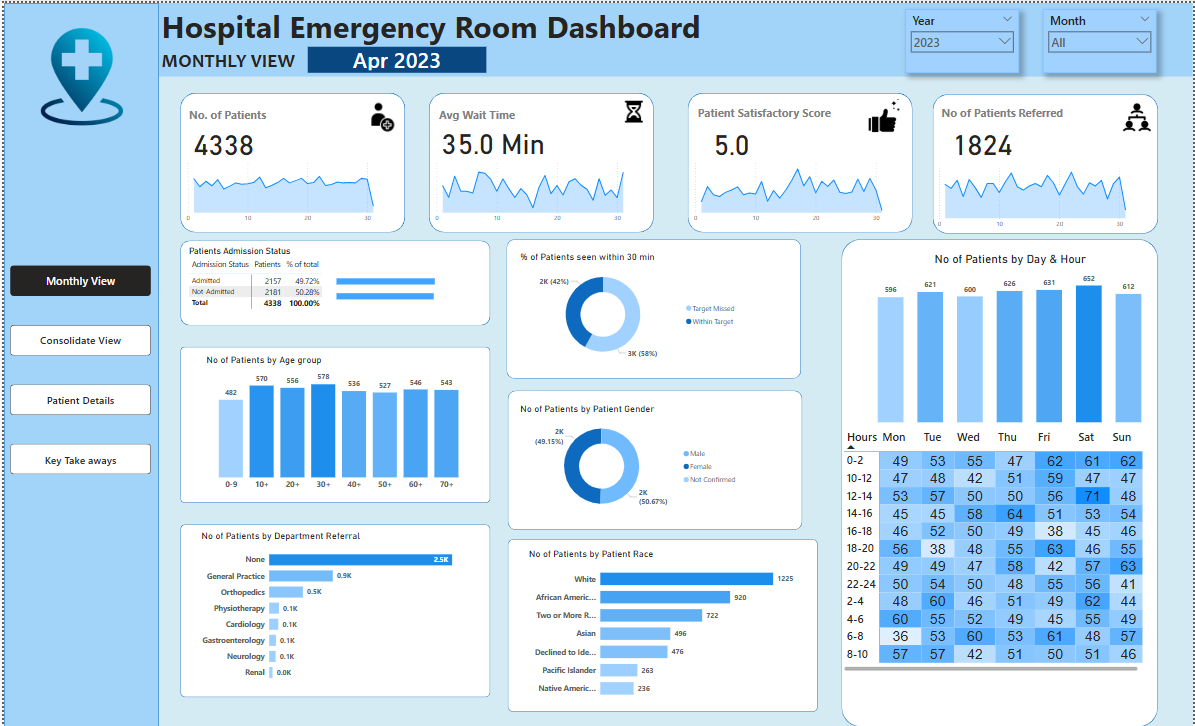 Hospital Emergency Room Dashboard
MONTHLY VIEW Apr 2023
Year
2023
Month
All
Monthly View
Consolidate View
Patient Details
Key Take aways
No. of Patients
4338
0 10 20 30
Avg Wait Time
35.0 Min
0 10 20 30
Patient Satisfactory Score
5.0
0 10 20 30
No of Patients Referred
1824
0 10 20 30
Patients Admission Status
Admission Status Patients % of total
Admitted 2157 49.72%
Not-Admitted 2181 50.28%
Total 4338 100.00%
No of Patients by Age group
482 570 556 578 536 527 546 543
0-9 10+ 20+ 30+ 40+ 50+ 60+ 70+
No of Patients by Department Referral
None 2.5K
General Practice 0.9K
Orthopedics 0.5K
Physiotherapy 0.1K
Cardiology 0.1K
Gastroenterology 0.1K
Neurology 0.1K
Renal 0.0K
% of Patients seen within 30 min
2K (42%)
3K (58%)
Target Missed
Within Target
No of Patients by Patient Gender
2K
(49.15%)
2K
(50.67%)
Male
Female
Not Confirmed
No of Patients by Patient Race
White 1225
African Americ... 920
Two or More R... 722
Asian 496
Declined to Ide... 476
Pacific Islander 263
Native Americ... 236
No of Patients by Day & Hour
596 621 600 626 631 652 612
Hours Mon Tue Wed Thu Fri Sat Sun
0-2 49 53 55 47 62 61 62
10-12 47 48 42 51 59 47 47
12-14 53 57 50 50 56 71 48
14-16 45 45 58 64 51 53 54
16-18 46 52 50 49 38 45 46
18-20 56 38 48 55 63 46 55
20-22 49 49 47 58 42 57 63
22-24 50 54 50 48 55 56 41
2-4 48 60 46 51 49 62 44
4-6 60 55 52 49 45 55 49
6-8 36 53 60 53 61 48 57
8-10 57 57 42 51 50 51 46